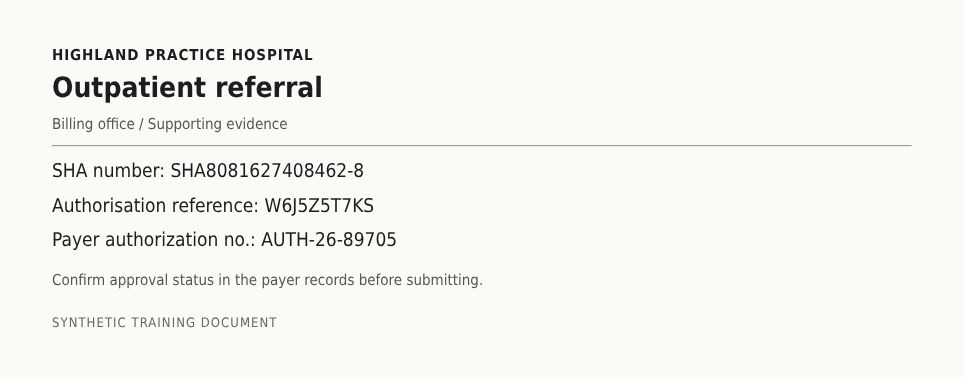 HIGHLAND PRACTICE HOSPITAL
Outpatient referral
Billing office / Supporting evidence
SHA number: SHA8081627408462-8
Authorisation reference: W6J5Z5T7KS
Payer authorization no.: AUTH-26-89705
Confirm approval status in the payer records before submitting.
SYNTHETIC TRAINING DOCUMENT